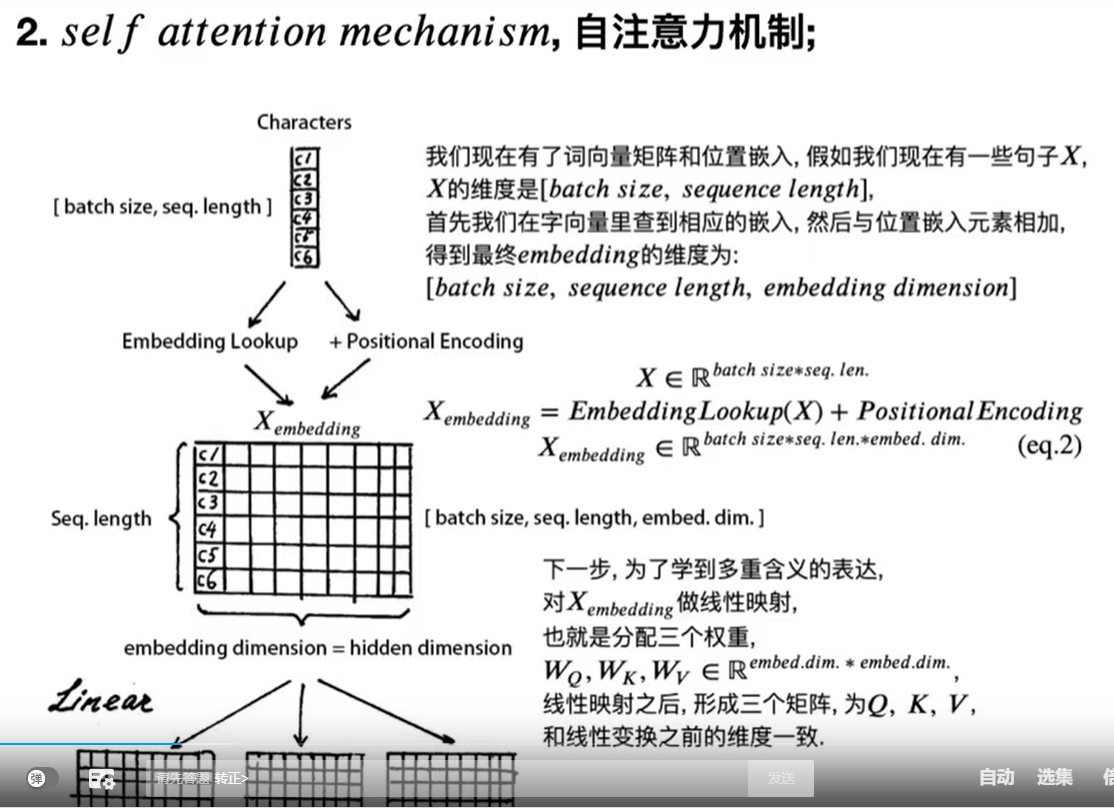 2. self attention mechanism, 自注意力机制;
Characters
c1
c2
c3
c4
c5
c6
[ batch size, seq. length ]
我们现在有了词向量矩阵和位置嵌入, 假如我们现在有一些句子X,
X的维度是[batch size, sequence length],
首先我们在字向量里查到相应的嵌入, 然后与位置嵌入元素相加,
得到最终embedding的维度为:
[batch size, sequence length, embedding dimension]
Embedding Lookup + Positional Encoding
X ∈ ℝ^{batch size*seq. len.}
X_{embedding} = EmbeddingLookup(X) + PositionalEncoding
X_{embedding} ∈ ℝ^{batch size*seq. len.*embed. dim.} (eq.2)
X_{embedding}
c1
c2
c3
c4
c5
c6
Seq. length
[ batch size, seq. length, embed. dim. ]
embedding dimension = hidden dimension
下一步, 为了学到多重含义的表达,
对X_{embedding}做线性映射,
也就是分配三个权重,
W_Q, W_K, W_V ∈ ℝ^{embed.dim. * embed.dim.},
线性映射之后, 形成三个矩阵, 为Q, K, V,
和线性变换之前的维度一致.
Linear
弹
请先答题 转正>
发送
自动
选集
倍